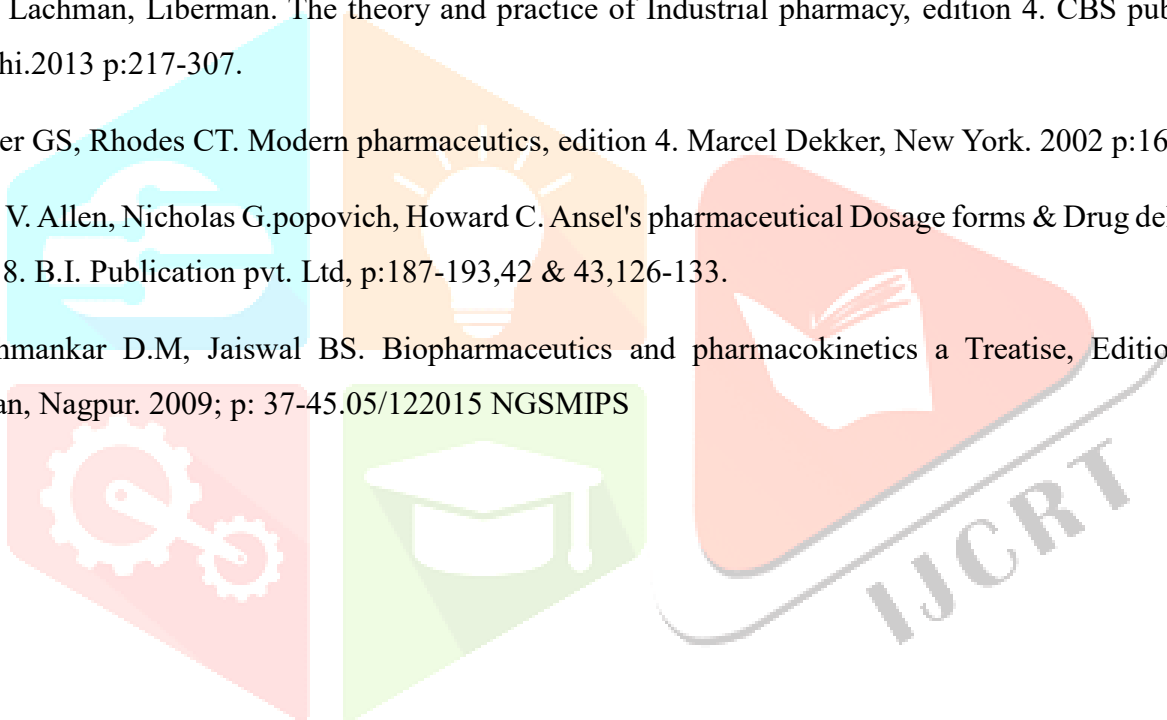 Lachman, Liberman. The theory and practice of Industrial pharmacy, edition 4. CBS pub
hi.2013 p:217-307.
er GS, Rhodes CT. Modern pharmaceutics, edition 4. Marcel Dekker, New York. 2002 p:16
V. Allen, Nicholas G.popovich, Howard C. Ansel's pharmaceutical Dosage forms & Drug del
8. B.I. Publication pvt. Ltd, p:187-193,42 & 43,126-133.
mankar D.M, Jaiswal BS. Biopharmaceutics and pharmacokinetics a Treatise, Editio
an, Nagpur. 2009; p: 37-45.05/122015 NGSMIPS
IJCRT